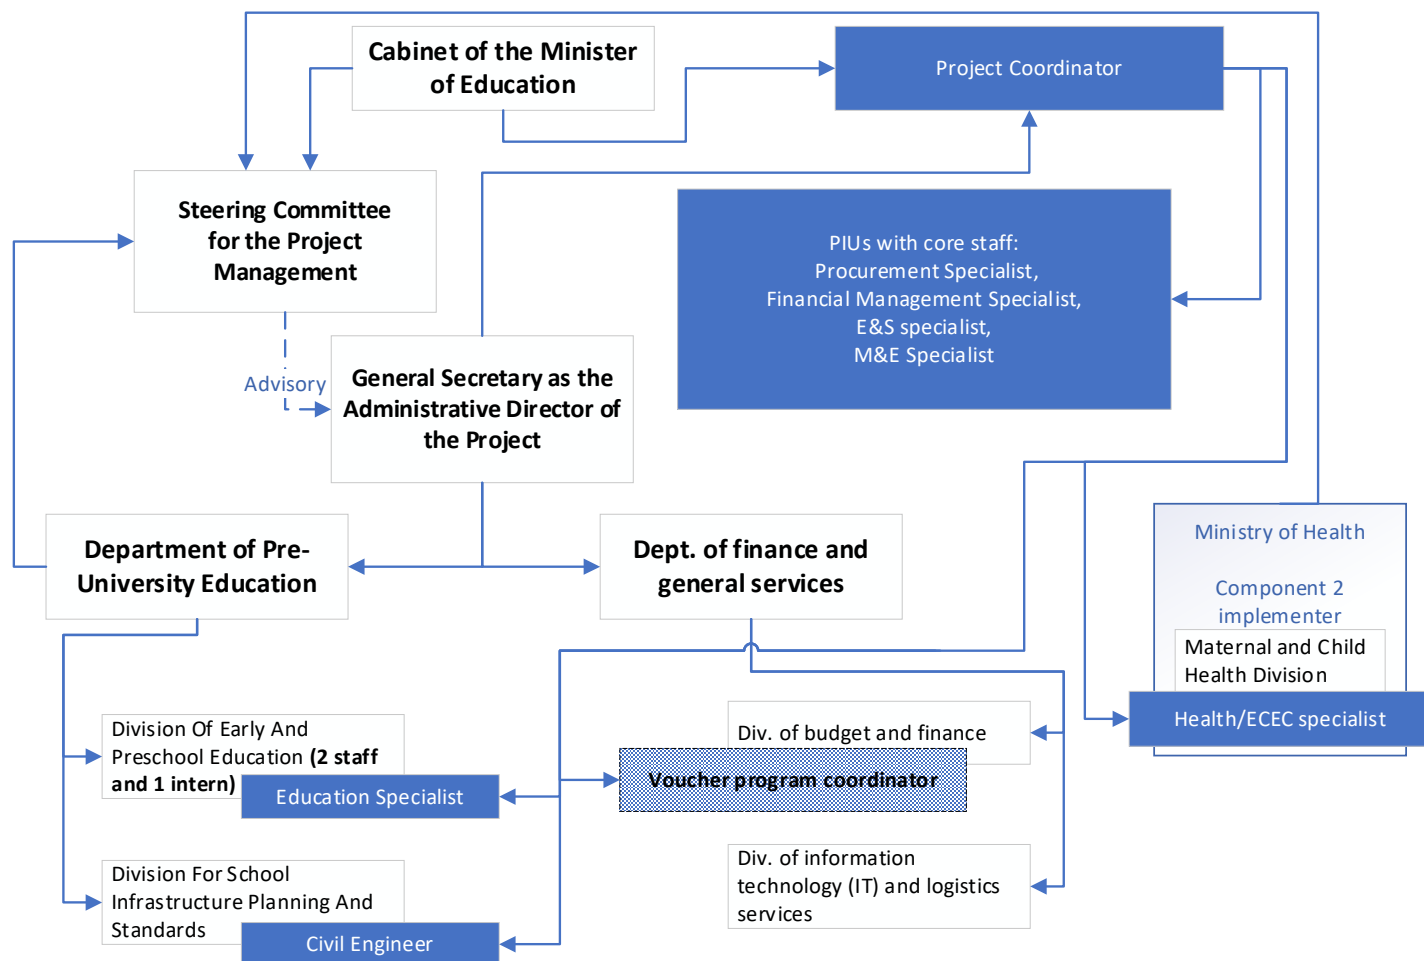 Cabinet of the Minister
of Education
Project Coordinator
Steering Committee
for the Project
Management
PIUs with core staff:
Procurement Specialist,
Financial Management Specialist,
E&S specialist,
M&E Specialist
Advisory
General Secretary as the
Administrative Director of
the Project
Department of Pre-
University Education
Dept. of finance and
general services
Ministry of Health
Component 2
implementer
Maternal and Child
Health Division
Health/ECEC specialist
Division Of Early And
Preschool Education (2 staff
and 1 intern)
Education Specialist
Div. of budget and finance
Voucher program coordinator
Division For School
Infrastructure Planning And
Standards
Civil Engineer
Div. of information
technology (IT) and logistics
services